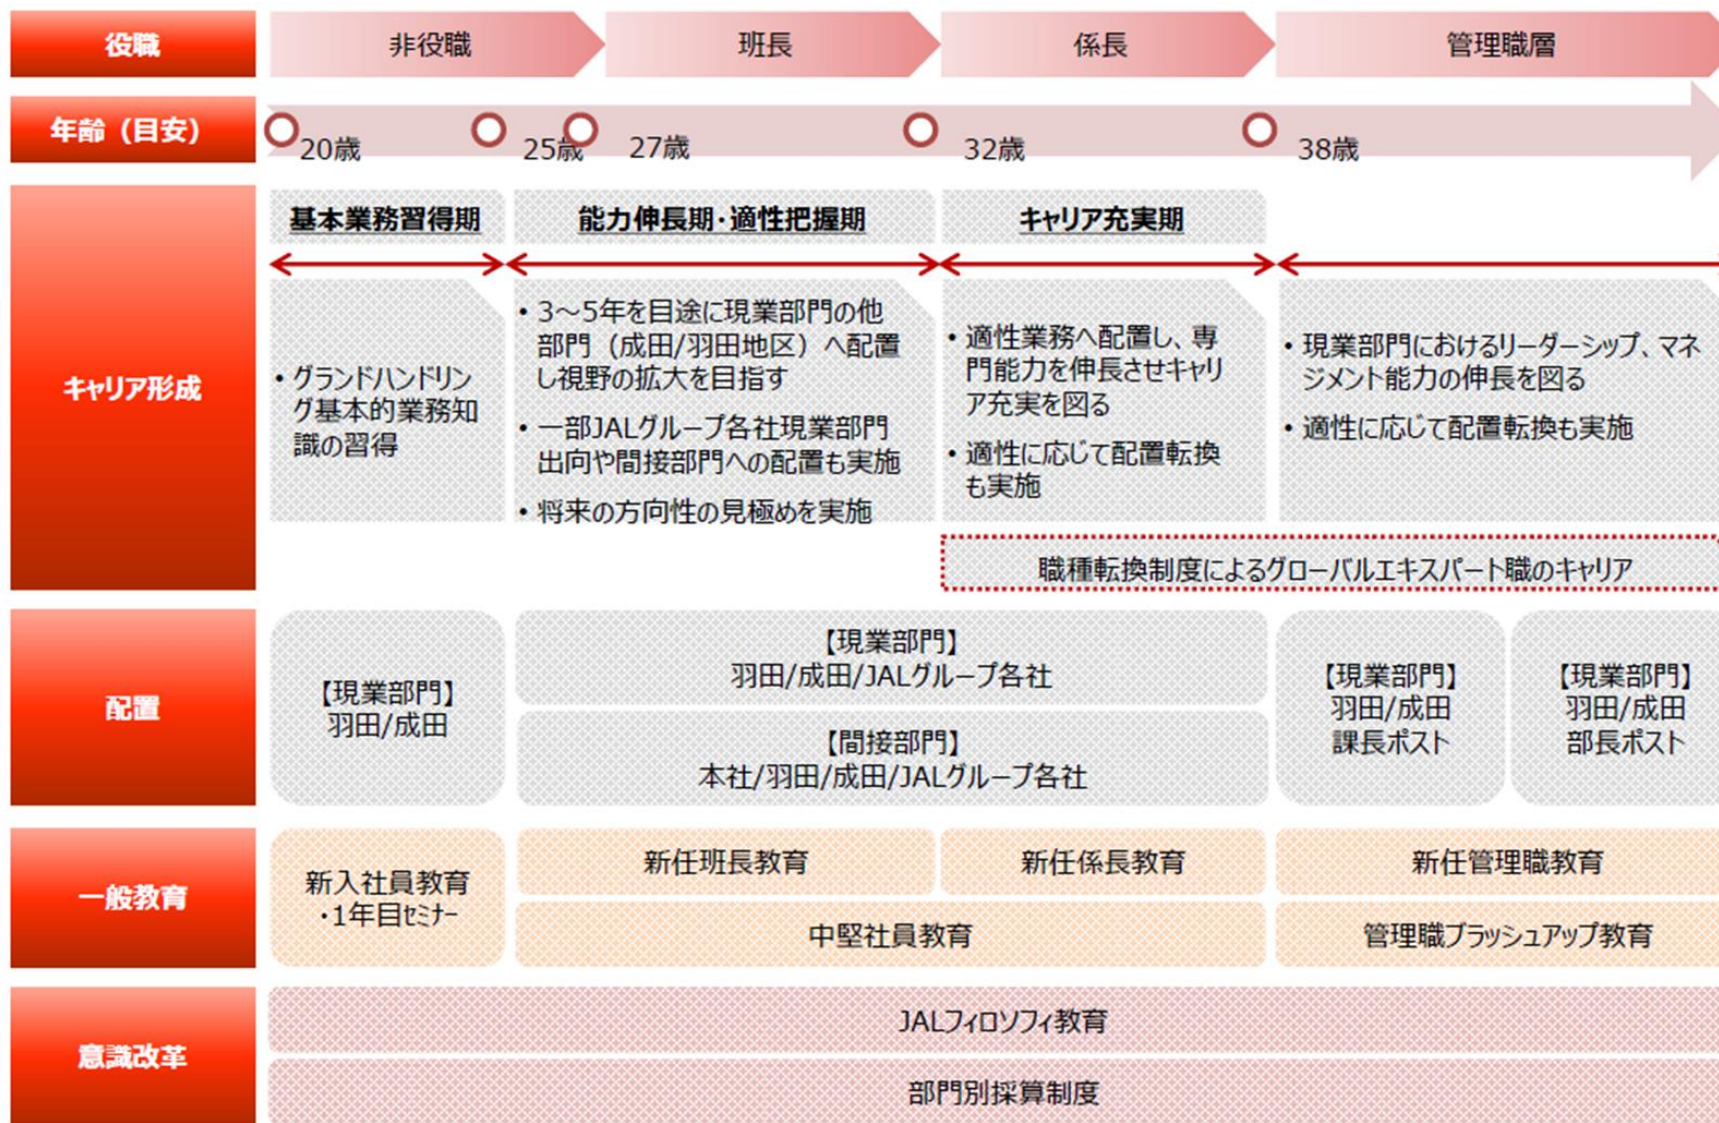 役職
非役職
班長
係長
管理職層
年齢（目安）
20歳
25歳
27歳
32歳
38歳
キャリア形成
基本業務習得期
能力伸長期･適性把握期
キャリア充実期
・グランドハンドリン
グ基本的業務知
識の習得
・3～5年を目途に現業部門の他
部門（成田/羽田地区）へ配置
し視野の拡大を目指す
・一部JALグループ各社現業部門
出向や間接部門への配置も実施
・将来の方向性の見極めを実施
・適性業務へ配置し、専
門能力を伸長させキャリ
ア充実を図る
・適性に応じて配置転換
も実施
・現業部門におけるリーダーシップ、マネ
ジメント能力の伸長を図る
・適性に応じて配置転換も実施
職種転換制度によるグローバルエキスパート職のキャリア
配置
【現業部門】
羽田/成田
【現業部門】
羽田/成田/JALグループ各社
【間接部門】
本社/羽田/成田/JALグループ各社
【現業部門】
羽田/成田
課長ポスト
【現業部門】
羽田/成田
部長ポスト
一般教育
新入社員教育
・1年目ｾﾐﾅｰ
新任班長教育
新任係長教育
新任管理職教育
中堅社員教育
管理職ブラッシュアップ教育
意識改革
JALフィロソフィ教育
部門別採算制度